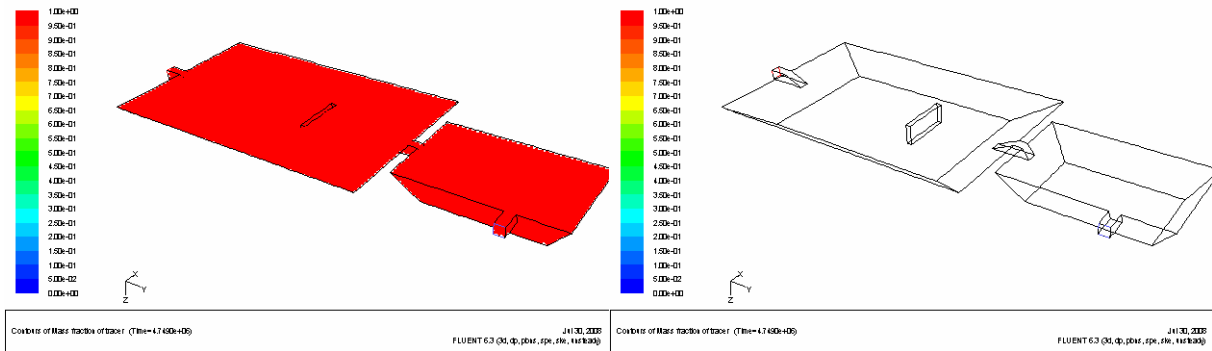 1.00e+00
9.50e-01
9.00e-01
8.50e-01
8.00e-01
7.50e-01
7.00e-01
6.50e-01
6.00e-01
5.50e-01
5.00e-01
4.50e-01
4.00e-01
3.50e-01
3.00e-01
2.50e-01
2.00e-01
1.50e-01
1.00e-01
5.00e-02
0.00e+00
X
Y
Z
Contours of Mass fraction of tracer (Time=4.7490e+06)
Jul 30, 2008
FLUENT 6.3 (3d, dp, pbns, spe, ske, unsteady)
1.00e+00
9.50e-01
9.00e-01
8.50e-01
8.00e-01
7.50e-01
7.00e-01
6.50e-01
6.00e-01
5.50e-01
5.00e-01
4.50e-01
4.00e-01
3.50e-01
3.00e-01
2.50e-01
2.00e-01
1.50e-01
1.00e-01
5.00e-02
0.00e+00
X
Y
Z
Contours of Mass fraction of tracer (Time=4.7490e+06)
Jul 30, 2008
FLUENT 6.3 (3d, dp, pbns, spe, ske, unsteady)